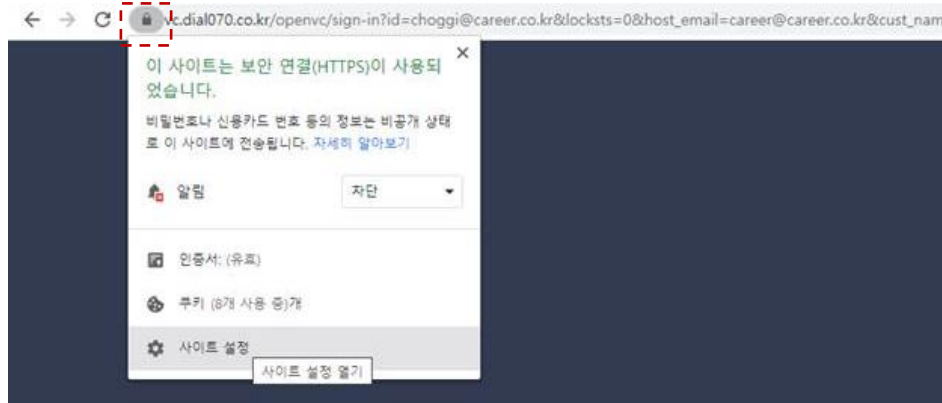 vc.dial070.co.kr/openvc/sign-in?id=choggi@career.co.kr&locksts=0&host_email=career@career.co.kr&cust_nam
이 사이트는 보안 연결(HTTPS)이 사용되
었습니다.
비밀번호나 신용카드 번호 등의 정보는 비공개 상태
로 이 사이트에 전송됩니다. 자세히 알아보기
알림 차단
인증서: (유효)
쿠키 (8개 사용 중)개
사이트 설정
사이트 설정 열기